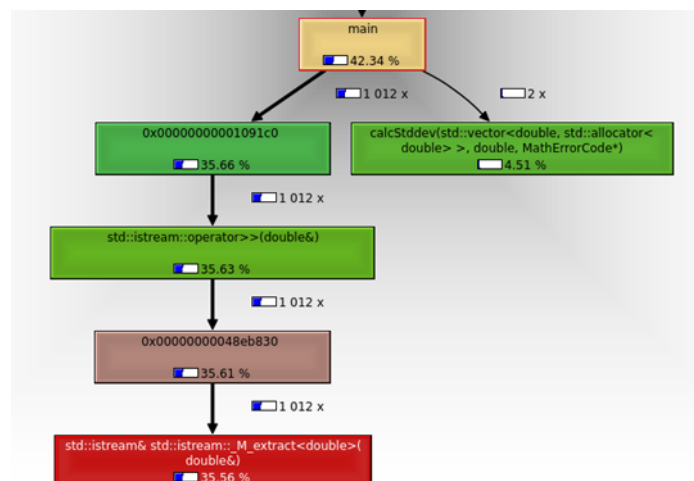 main
42.34 %
1 012 x
2 x
0x00000000001091c0
35.66 %
calcStddev(std::vector<double, std::allocator<
double> >, double, MathErrorCode*)
4.51 %
1 012 x
std::istream::operator>>(double&)
35.63 %
1 012 x
0x00000000048eb830
35.61 %
1 012 x
std::istream& std::istream::_M_extract<double>(
double&)
35.56 %